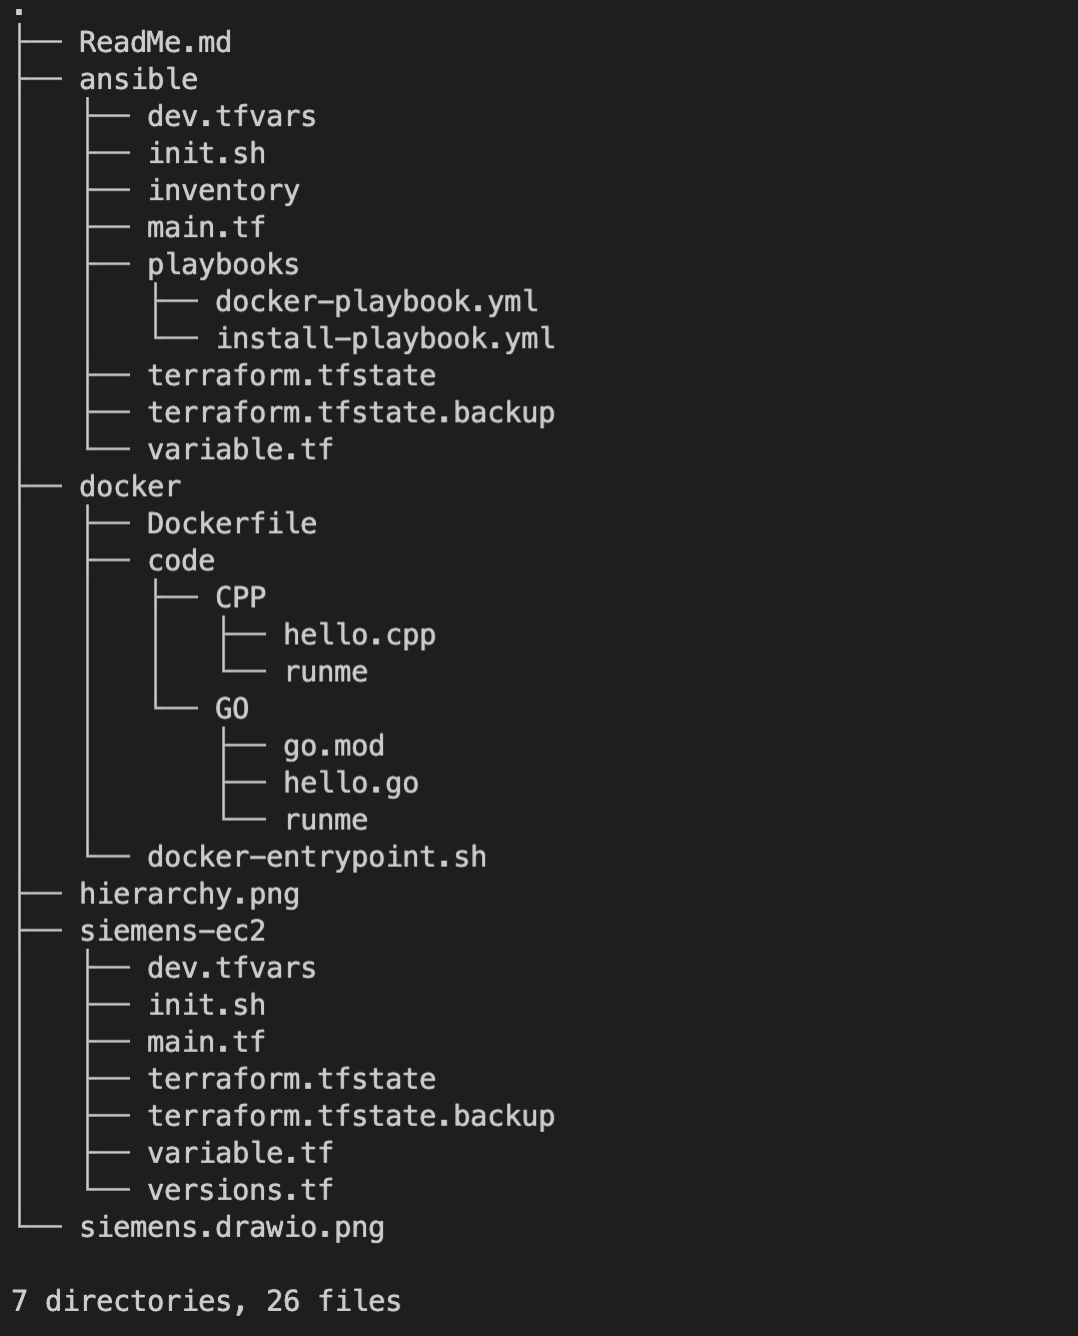 .
├── ReadMe.md
├── ansible
│   ├── dev.tfvars
│   ├── init.sh
│   ├── inventory
│   ├── main.tf
│   ├── playbooks
│   │   ├── docker-playbook.yml
│   │   └── install-playbook.yml
│   ├── terraform.tfstate
│   ├── terraform.tfstate.backup
│   └── variable.tf
├── docker
│   ├── Dockerfile
│   ├── code
│   │   ├── CPP
│   │   │   ├── hello.cpp
│   │   │   └── runme
│   │   └── GO
│   │       ├── go.mod
│   │       ├── hello.go
│   │       └── runme
│   └── docker-entrypoint.sh
├── hierarchy.png
├── siemens-ec2
│   ├── dev.tfvars
│   ├── init.sh
│   ├── main.tf
│   ├── terraform.tfstate
│   ├── terraform.tfstate.backup
│   ├── variable.tf
│   └── versions.tf
└── siemens.drawio.png
7 directories, 26 files